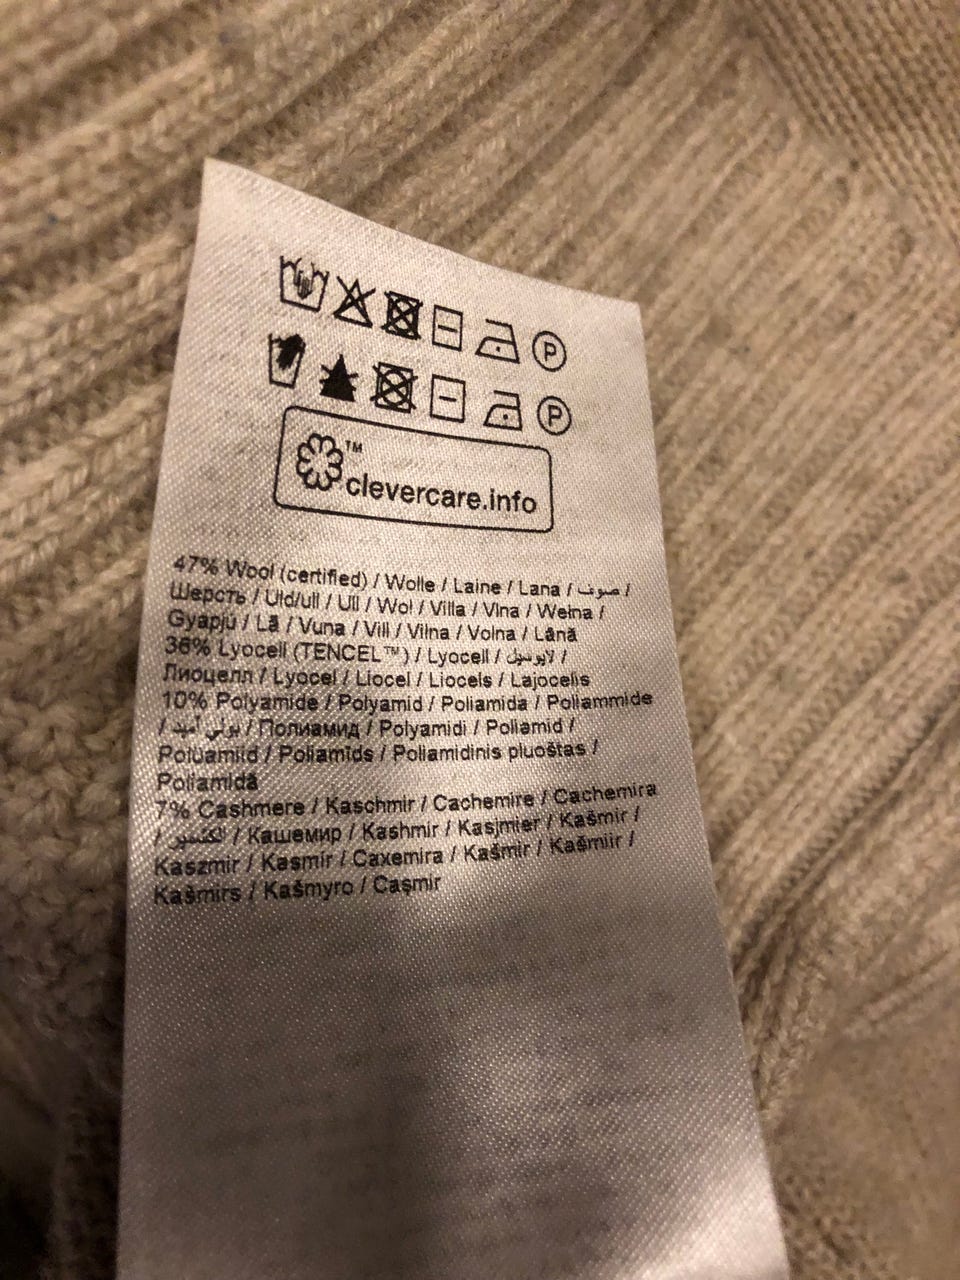 P
P
TM
clevercare.info
47% Wool (certified) / Wolle / Laine / Lana / صوف /
Шерсть / Uld/ull / Ull / Wol / Villa / Vlna / Wełna /
Gyapjú / Lã / Vuna / Vill / Vilna / Volna / Lână
36% Lyocell (TENCEL™) / Lyocell / لايوسول /
Лиоцелл / Lyocel / Liocel / Liocels / Lajocelis
10% Polyamide / Polyamid / Poliamida / Poliammide
/ بولي أميد / Полиамид / Polyamidi / Poliamid /
Polüamiid / Poliamīds / Poliamidinis pluoštas /
Poliamidă
7% Cashmere / Kaschmir / Cachemire / Cachemira
/ / Кашемир / Kashmir / Kasjmier / Kašmír /
Kaszmir / Kasmír / Caxemira / Kašmir / Kašmiir /
Kašmirs / Kašmyro / Caşmir